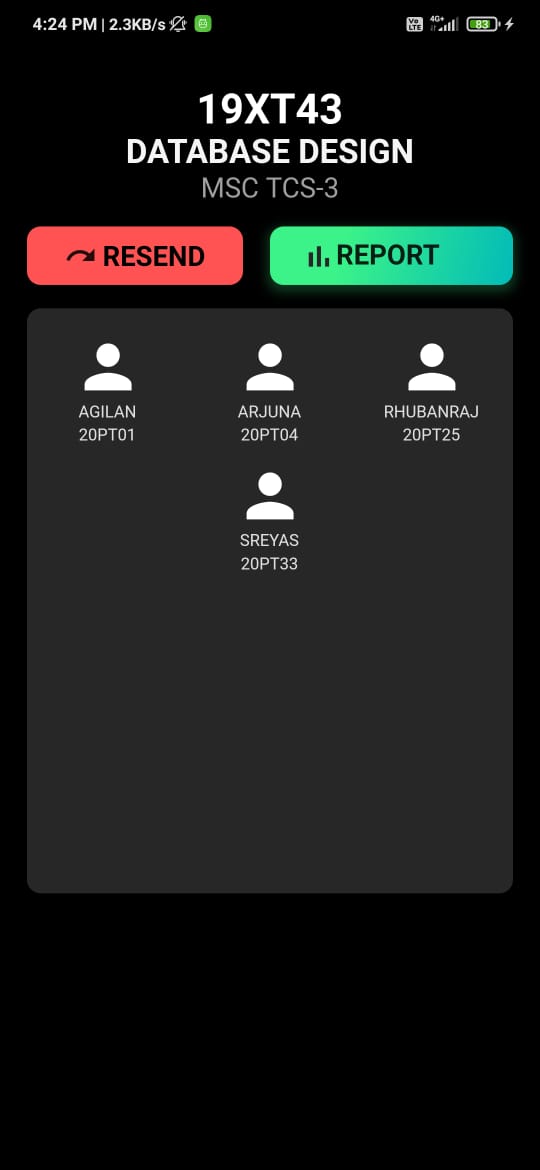 4:24 PM | 2.3KB/s Vo LTE 4G+ 83
19XT43
DATABASE DESIGN
MSC TCS-3
RESEND REPORT
AGILAN ARJUNA RHUBANRAJ
20PT01 20PT04 20PT25
SREYAS
20PT33